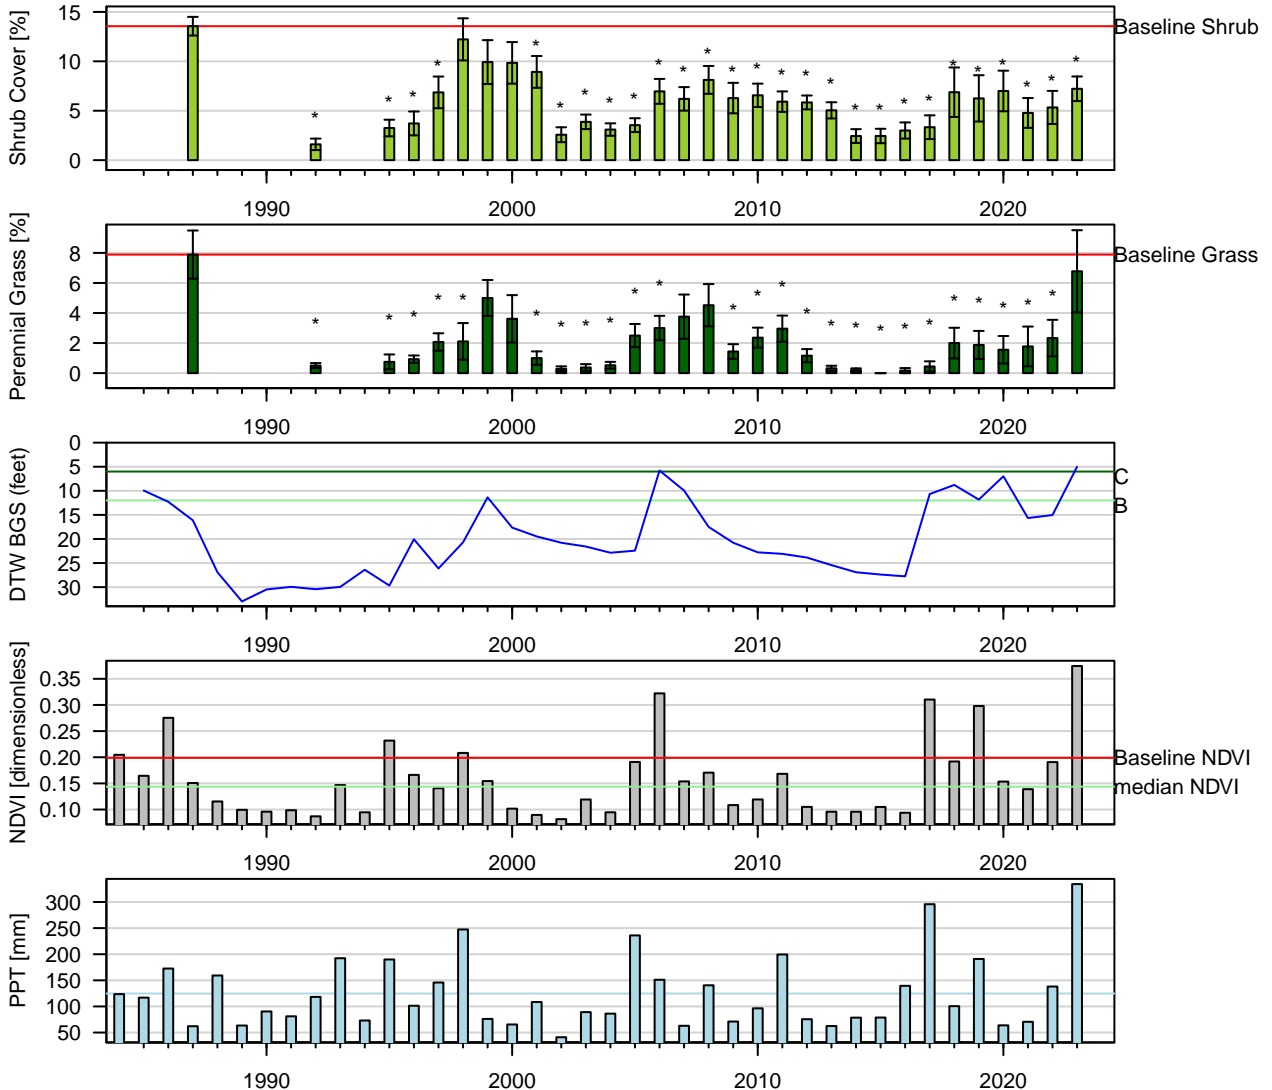 Shrub Cover [%]
15
10
5
0
Baseline Shrub
* * * * * * * * * * * * * * * * * * * * * * * * * * *
1990 2000 2010 2020
Perennial Grass [%]
8
6
4
2
0
Baseline Grass
* * * * * * * * * * * * * * * * * * * * * * * * * *
1990 2000 2010 2020
DTW BGS (feet)
0
5
10
15
20
25
30
C
B
1990 2000 2010 2020
NDVI [dimensionless]
0.35
0.30
0.25
0.20
0.15
0.10
Baseline NDVI
median NDVI
1990 2000 2010 2020
PPT [mm]
300
250
200
150
100
50
1990 2000 2010 2020